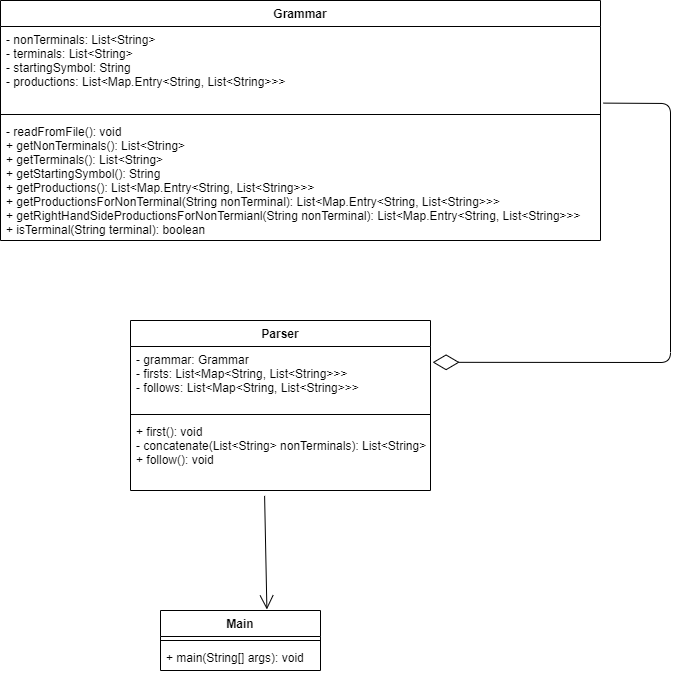 Grammar
- nonTerminals: List<String>
- terminals: List<String>
- startingSymbol: String
- productions: List<Map.Entry<String, List<String>>>
- readFromFile(): void
+ getNonTerminals(): List<String>
+ getTerminals(): List<String>
+ getStartingSymbol(): String
+ getProductions(): List<Map.Entry<String, List<String>>>
+ getProductionsForNonTerminal(String nonTerminal): List<Map.Entry<String, List<String>>>
+ getRightHandSideProductionsForNonTermianl(String nonTerminal): List<Map.Entry<String, List<String>>>
+ isTerminal(String terminal): boolean
Parser
- grammar: Grammar
- firsts: List<Map<String, List<String>>>
- follows: List<Map<String, List<String>>>
+ first(): void
- concatenate(List<String> nonTerminals): List<String>
+ follow(): void
Main
+ main(String[] args): void